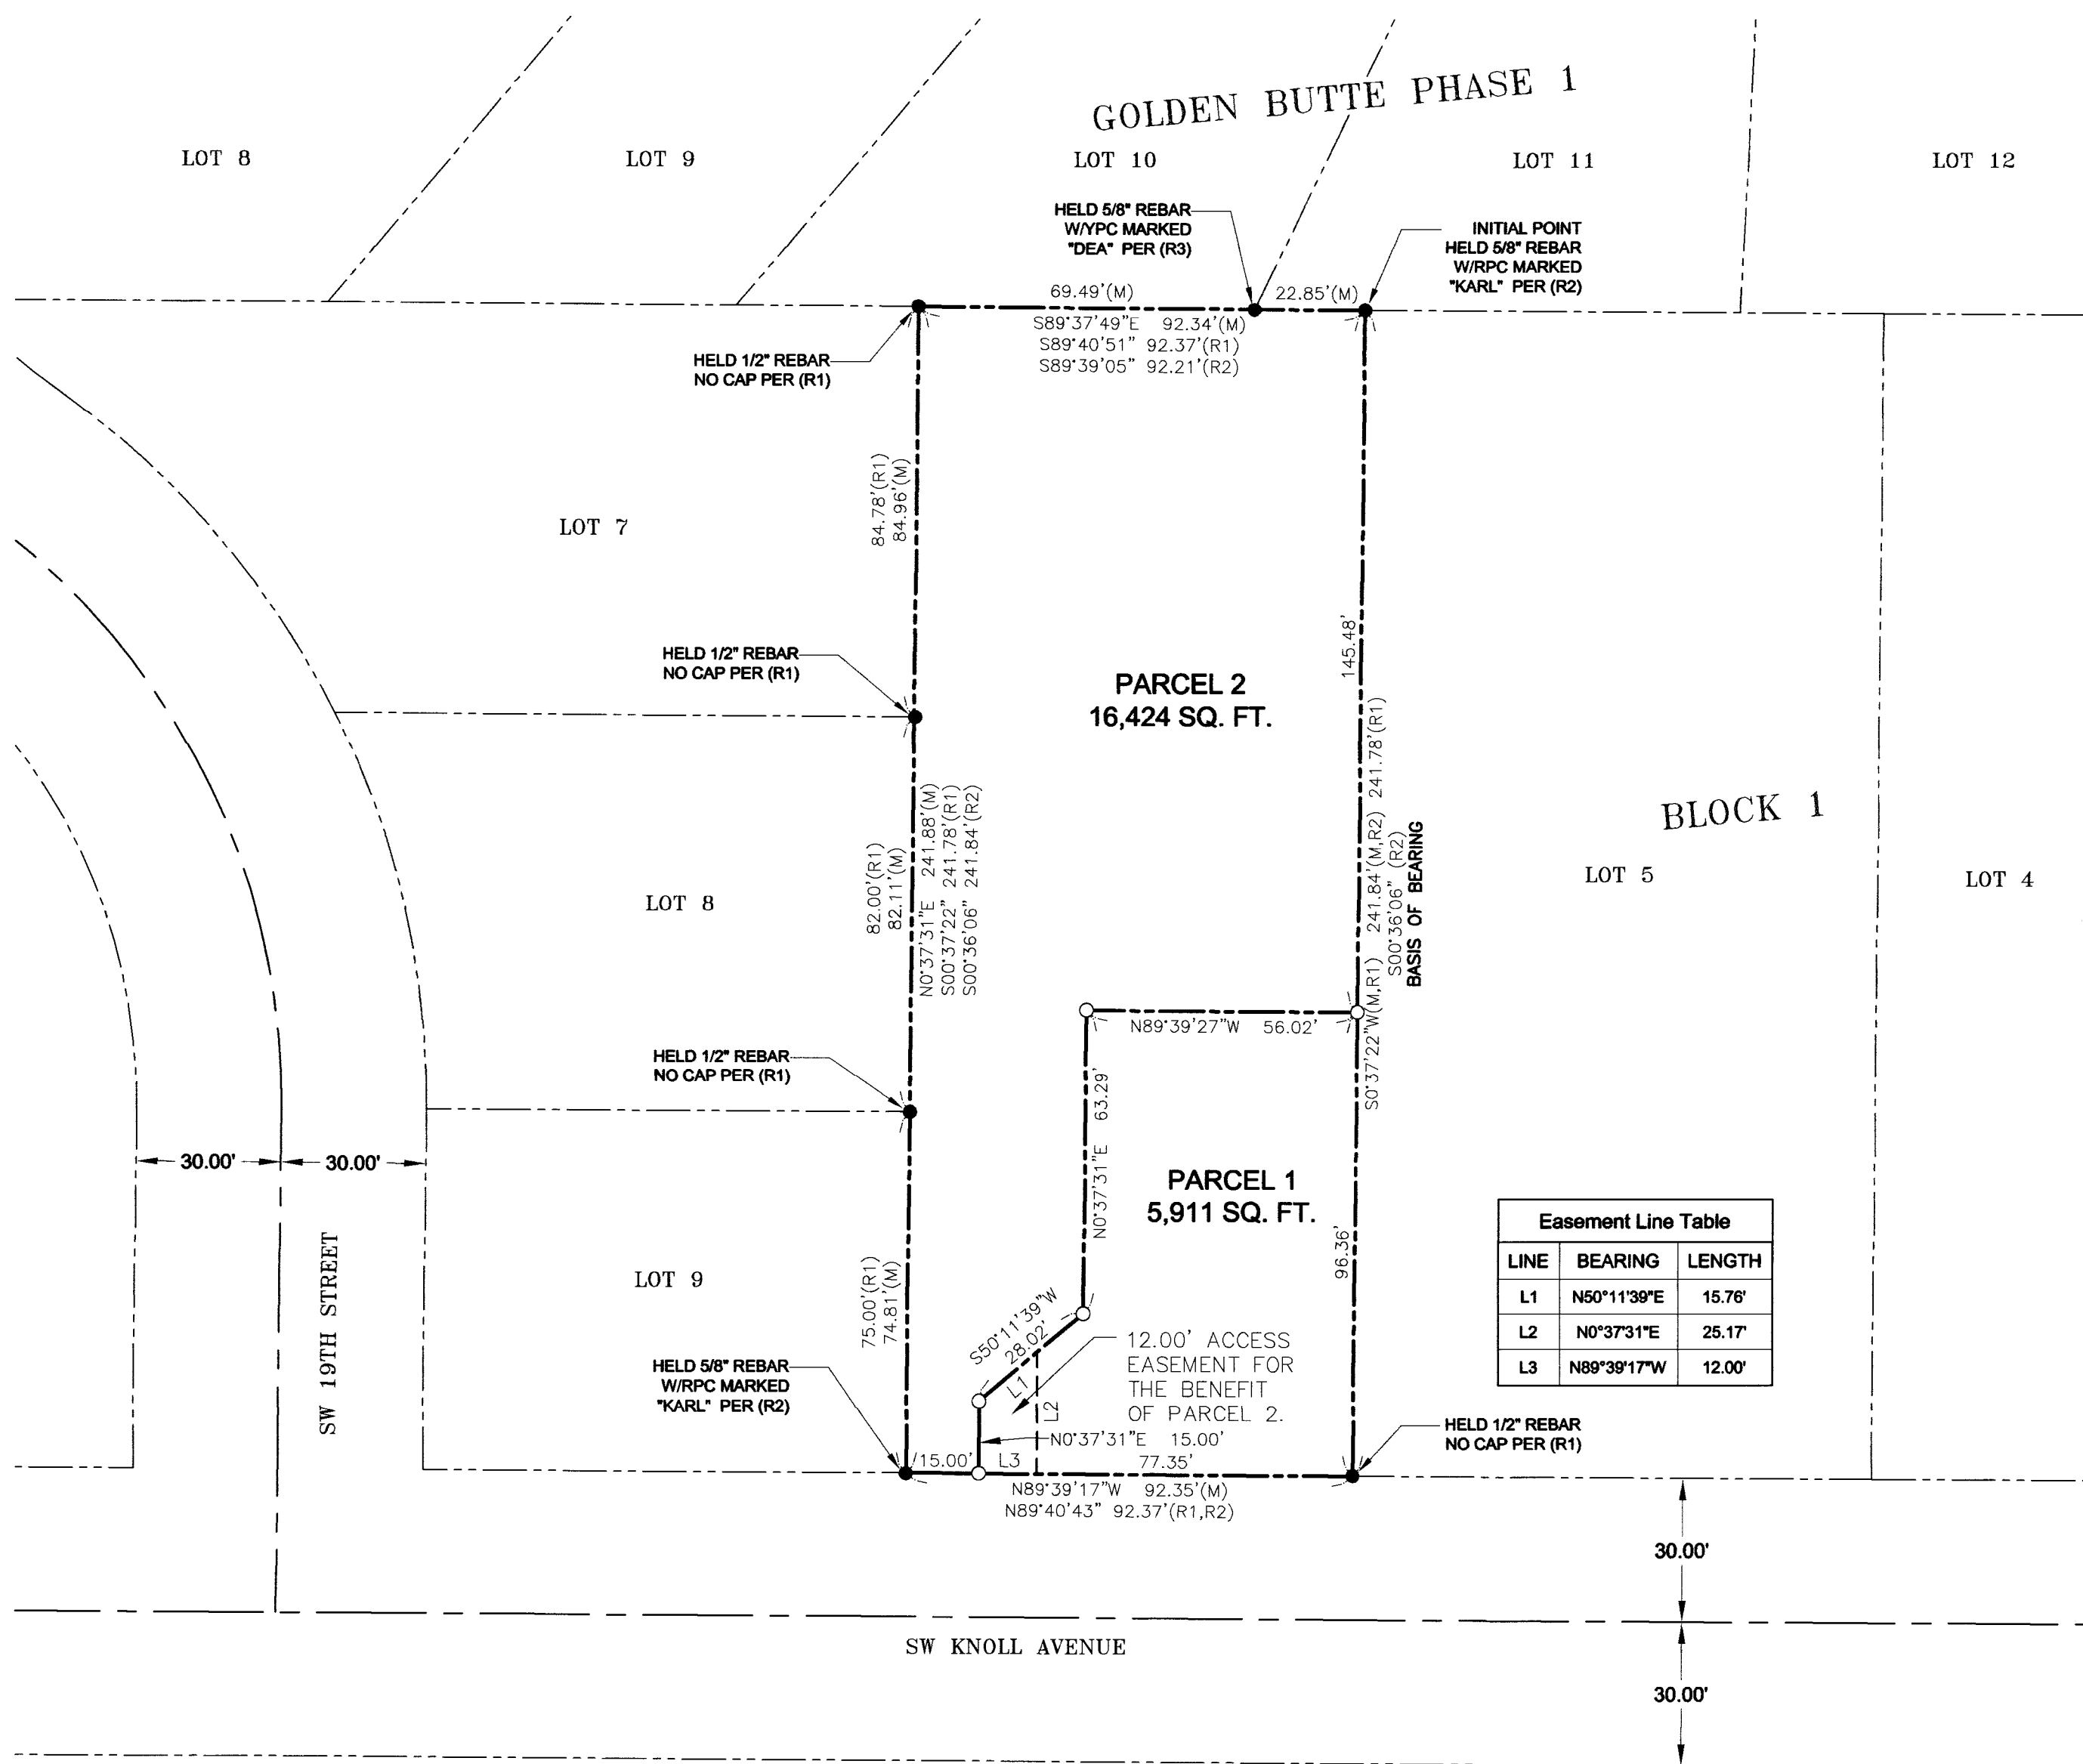 GOLDEN BUTTE PHASE 1
LOT 8
LOT 9
LOT 10
LOT 11
LOT 12
HELD 5/8" REBAR
W/YPC MARKED
"DEA" PER (R3)
INITIAL POINT
HELD 5/8" REBAR
W/RPC MARKED
"KARL" PER (R2)
69.49'(M)
22.85'(M)
S89°37'49"E 92.34'(M)
S89°40'51" 92.37'(R1)
S89°39'05" 92.21'(R2)
HELD 1/2" REBAR
NO CAP PER (R1)
84.78'(R1)
84.96'(M)
LOT 7
145.48'
HELD 1/2" REBAR
NO CAP PER (R1)
PARCEL 2
16,424 SQ. FT.
82.00'(R1)
82.11'(M)
N0°37'31"E 241.88'(M)
S00°37'22" 241.78'(R1)
S00°36'06" 241.84'(R2)
S0°37'22"W(M,R1) 241.84'(M,R2) 241.78'(R1)
S00°36'06" (R2)
BASIS OF BEARING
BLOCK 1
LOT 5
LOT 4
LOT 8
N89°39'27"W 56.02'
HELD 1/2" REBAR
NO CAP PER (R1)
63.29'
N0°37'31"E
30.00'
30.00'
PARCEL 1
5,911 SQ. FT.
96.36'
SW 19TH STREET
LOT 9
75.00'(R1)
74.81'(M)
Easement Line Table
LINE BEARING LENGTH
L1 N50°11'39"E 15.76'
L2 N0°37'31"E 25.17'
L3 N89°39'17"W 12.00'
S50°11'39"W
28.02'
L1
L2
12.00' ACCESS
EASEMENT FOR
THE BENEFIT
OF PARCEL 2.
HELD 5/8" REBAR
W/RPC MARKED
"KARL" PER (R2)
HELD 1/2" REBAR
NO CAP PER (R1)
N0°37'31"E 15.00'
15.00'
L3
77.35'
N89°39'17"W 92.35'(M)
N89°40'43" 92.37'(R1,R2)
30.00'
SW KNOLL AVENUE
30.00'